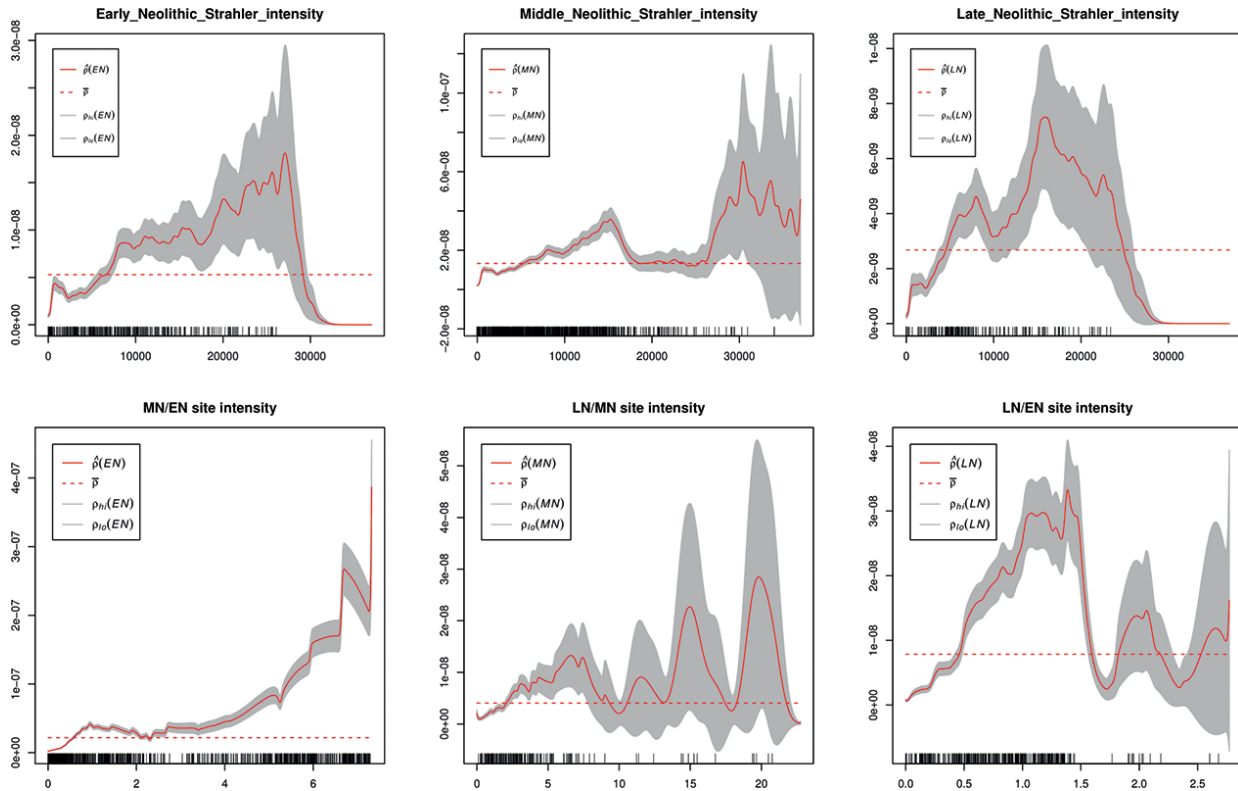 Early_Neolithic_Strahler_intensity
3.0e-08
2.0e-08
1.0e-08
0.0e+00
ρ̂(EN)
ρ̄
ρhi(EN)
ρlo(EN)
0 10000 20000 30000
Middle_Neolithic_Strahler_intensity
1.0e-07
6.0e-08
2.0e-08
−2.0e-08
ρ̂(MN)
ρ̄
ρhi(MN)
ρlo(MN)
0 10000 20000 30000
Late_Neolithic_Strahler_intensity
1e-08
8e-09
6e-09
4e-09
2e-09
0e+00
ρ̂(LN)
ρ̄
ρhi(LN)
ρlo(LN)
0 10000 20000 30000
MN/EN site intensity
4e-07
3e-07
2e-07
1e-07
0e+00
ρ̂(EN)
ρ̄
ρhi(EN)
ρlo(EN)
0 2 4 6
LN/MN site intensity
5e-08
4e-08
3e-08
2e-08
1e-08
0e+00
ρ̂(MN)
ρ̄
ρhi(MN)
ρlo(MN)
0 5 10 15 20
LN/EN site intensity
4e-08
3e-08
2e-08
1e-08
0e+00
ρ̂(LN)
ρ̄
ρhi(LN)
ρlo(LN)
0.0 0.5 1.0 1.5 2.0 2.5